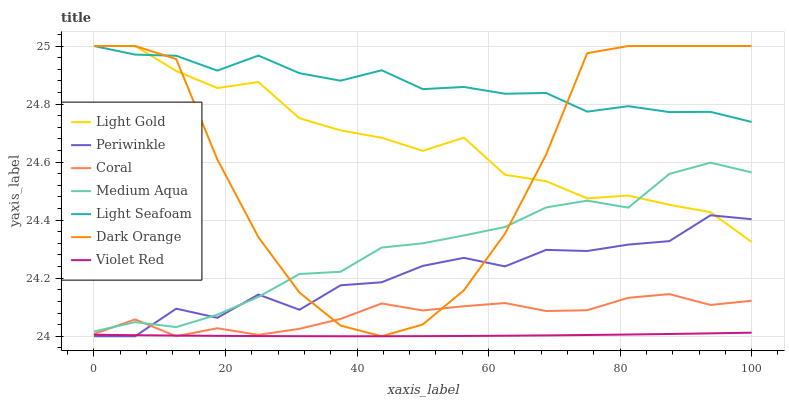 title
25
24.8
24.6
24.4
24.2
24
yaxis_label
Light Gold
Periwinkle
Coral
Medium Aqua
Light Seafoam
Dark Orange
Violet Red
0
20
40
60
80
100
xaxis_label